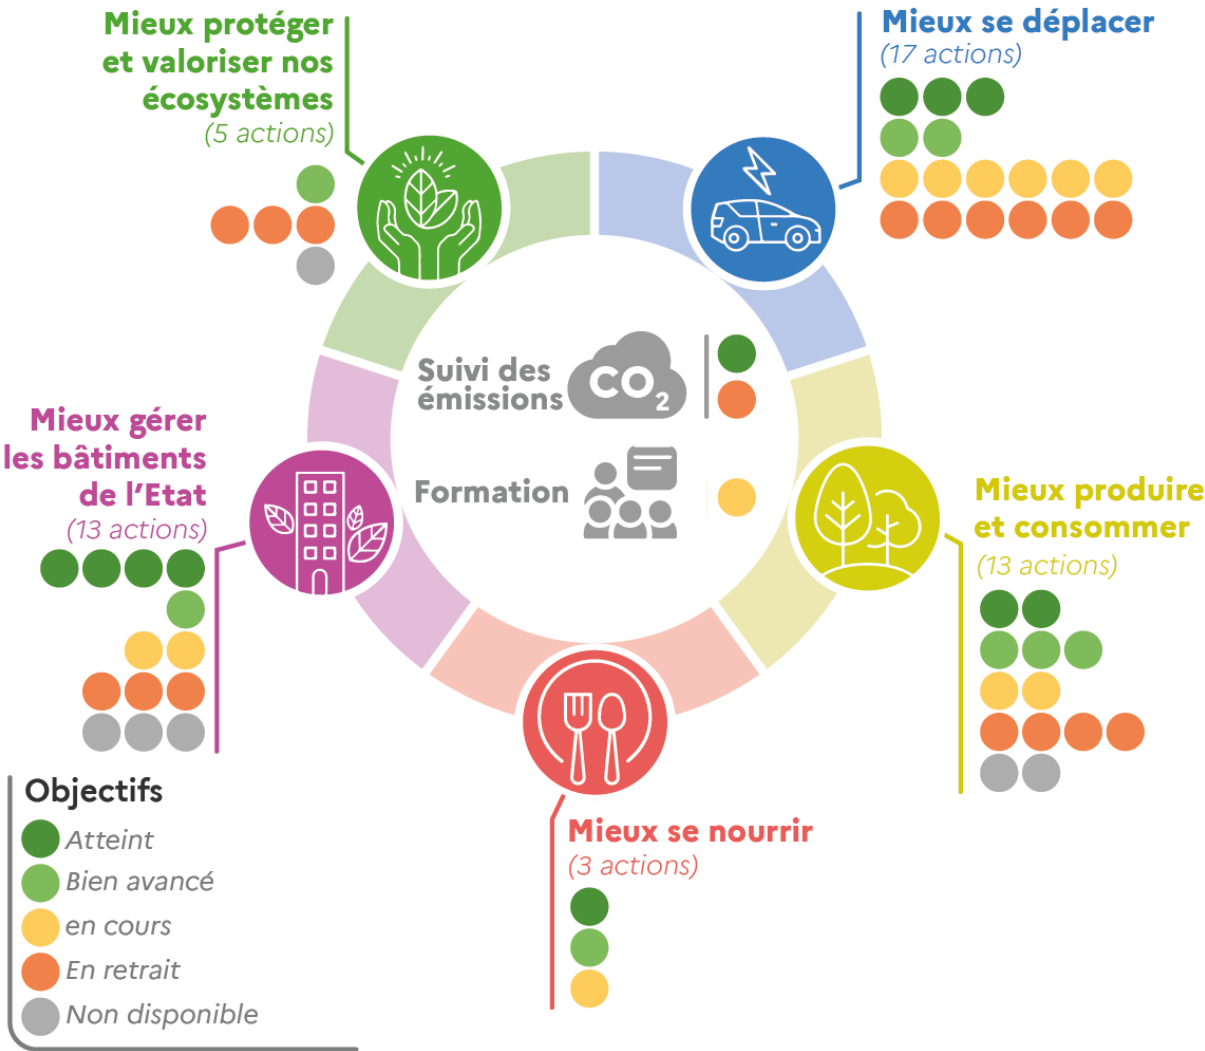 Mieux protéger
et valoriser nos
écosystèmes
(5 actions)
Mieux se déplacer
(17 actions)
Suivi des
émissions
CO2
Formation
Mieux gérer
les bâtiments
de l'Etat
(13 actions)
Mieux produire
et consommer
(13 actions)
Mieux se nourrir
(3 actions)
Objectifs
Atteint
Bien avancé
en cours
En retrait
Non disponible